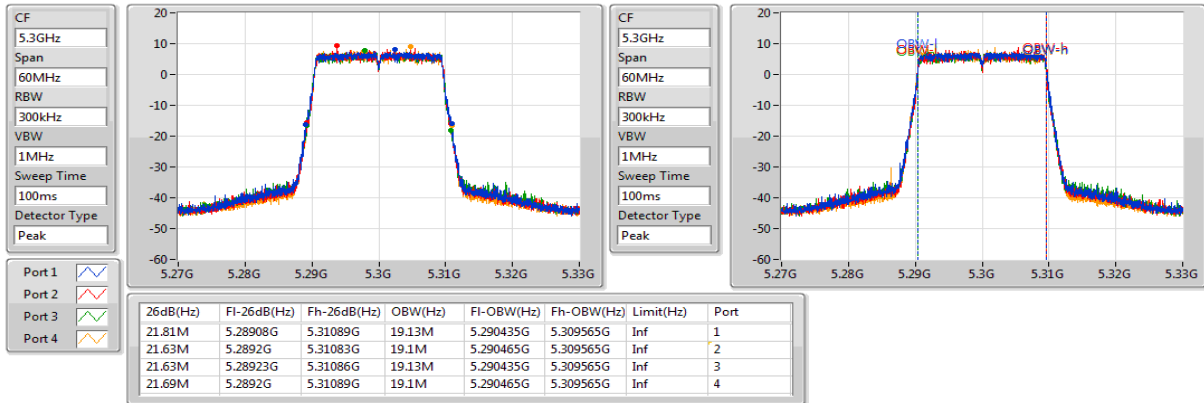 CF
5.3GHz
Span
60MHz
RBW
300kHz
VBW
1MHz
Sweep Time
100ms
Detector Type
Peak
20
10
0
-10
-20
-30
-40
-50
-60
5.27G 5.28G 5.29G 5.3G 5.31G 5.32G 5.33G
CF
5.3GHz
Span
60MHz
RBW
300kHz
VBW
1MHz
Sweep Time
100ms
Detector Type
Peak
20
10
0
-10
-20
-30
-40
-50
-60
OBW-l
OBW-h
5.27G 5.28G 5.29G 5.3G 5.31G 5.32G 5.33G
Port 1
Port 2
Port 3
Port 4
26dB(Hz) Fl-26dB(Hz) Fh-26dB(Hz) OBW(Hz) Fl-OBW(Hz) Fh-OBW(Hz) Limit(Hz) Port
21.81M 5.28908G 5.31089G 19.13M 5.290435G 5.309565G Inf 1
21.63M 5.2892G 5.31083G 19.1M 5.290465G 5.309565G Inf 2
21.63M 5.28923G 5.31086G 19.13M 5.290435G 5.309565G Inf 3
21.69M 5.2892G 5.31089G 19.1M 5.290465G 5.309565G Inf 4